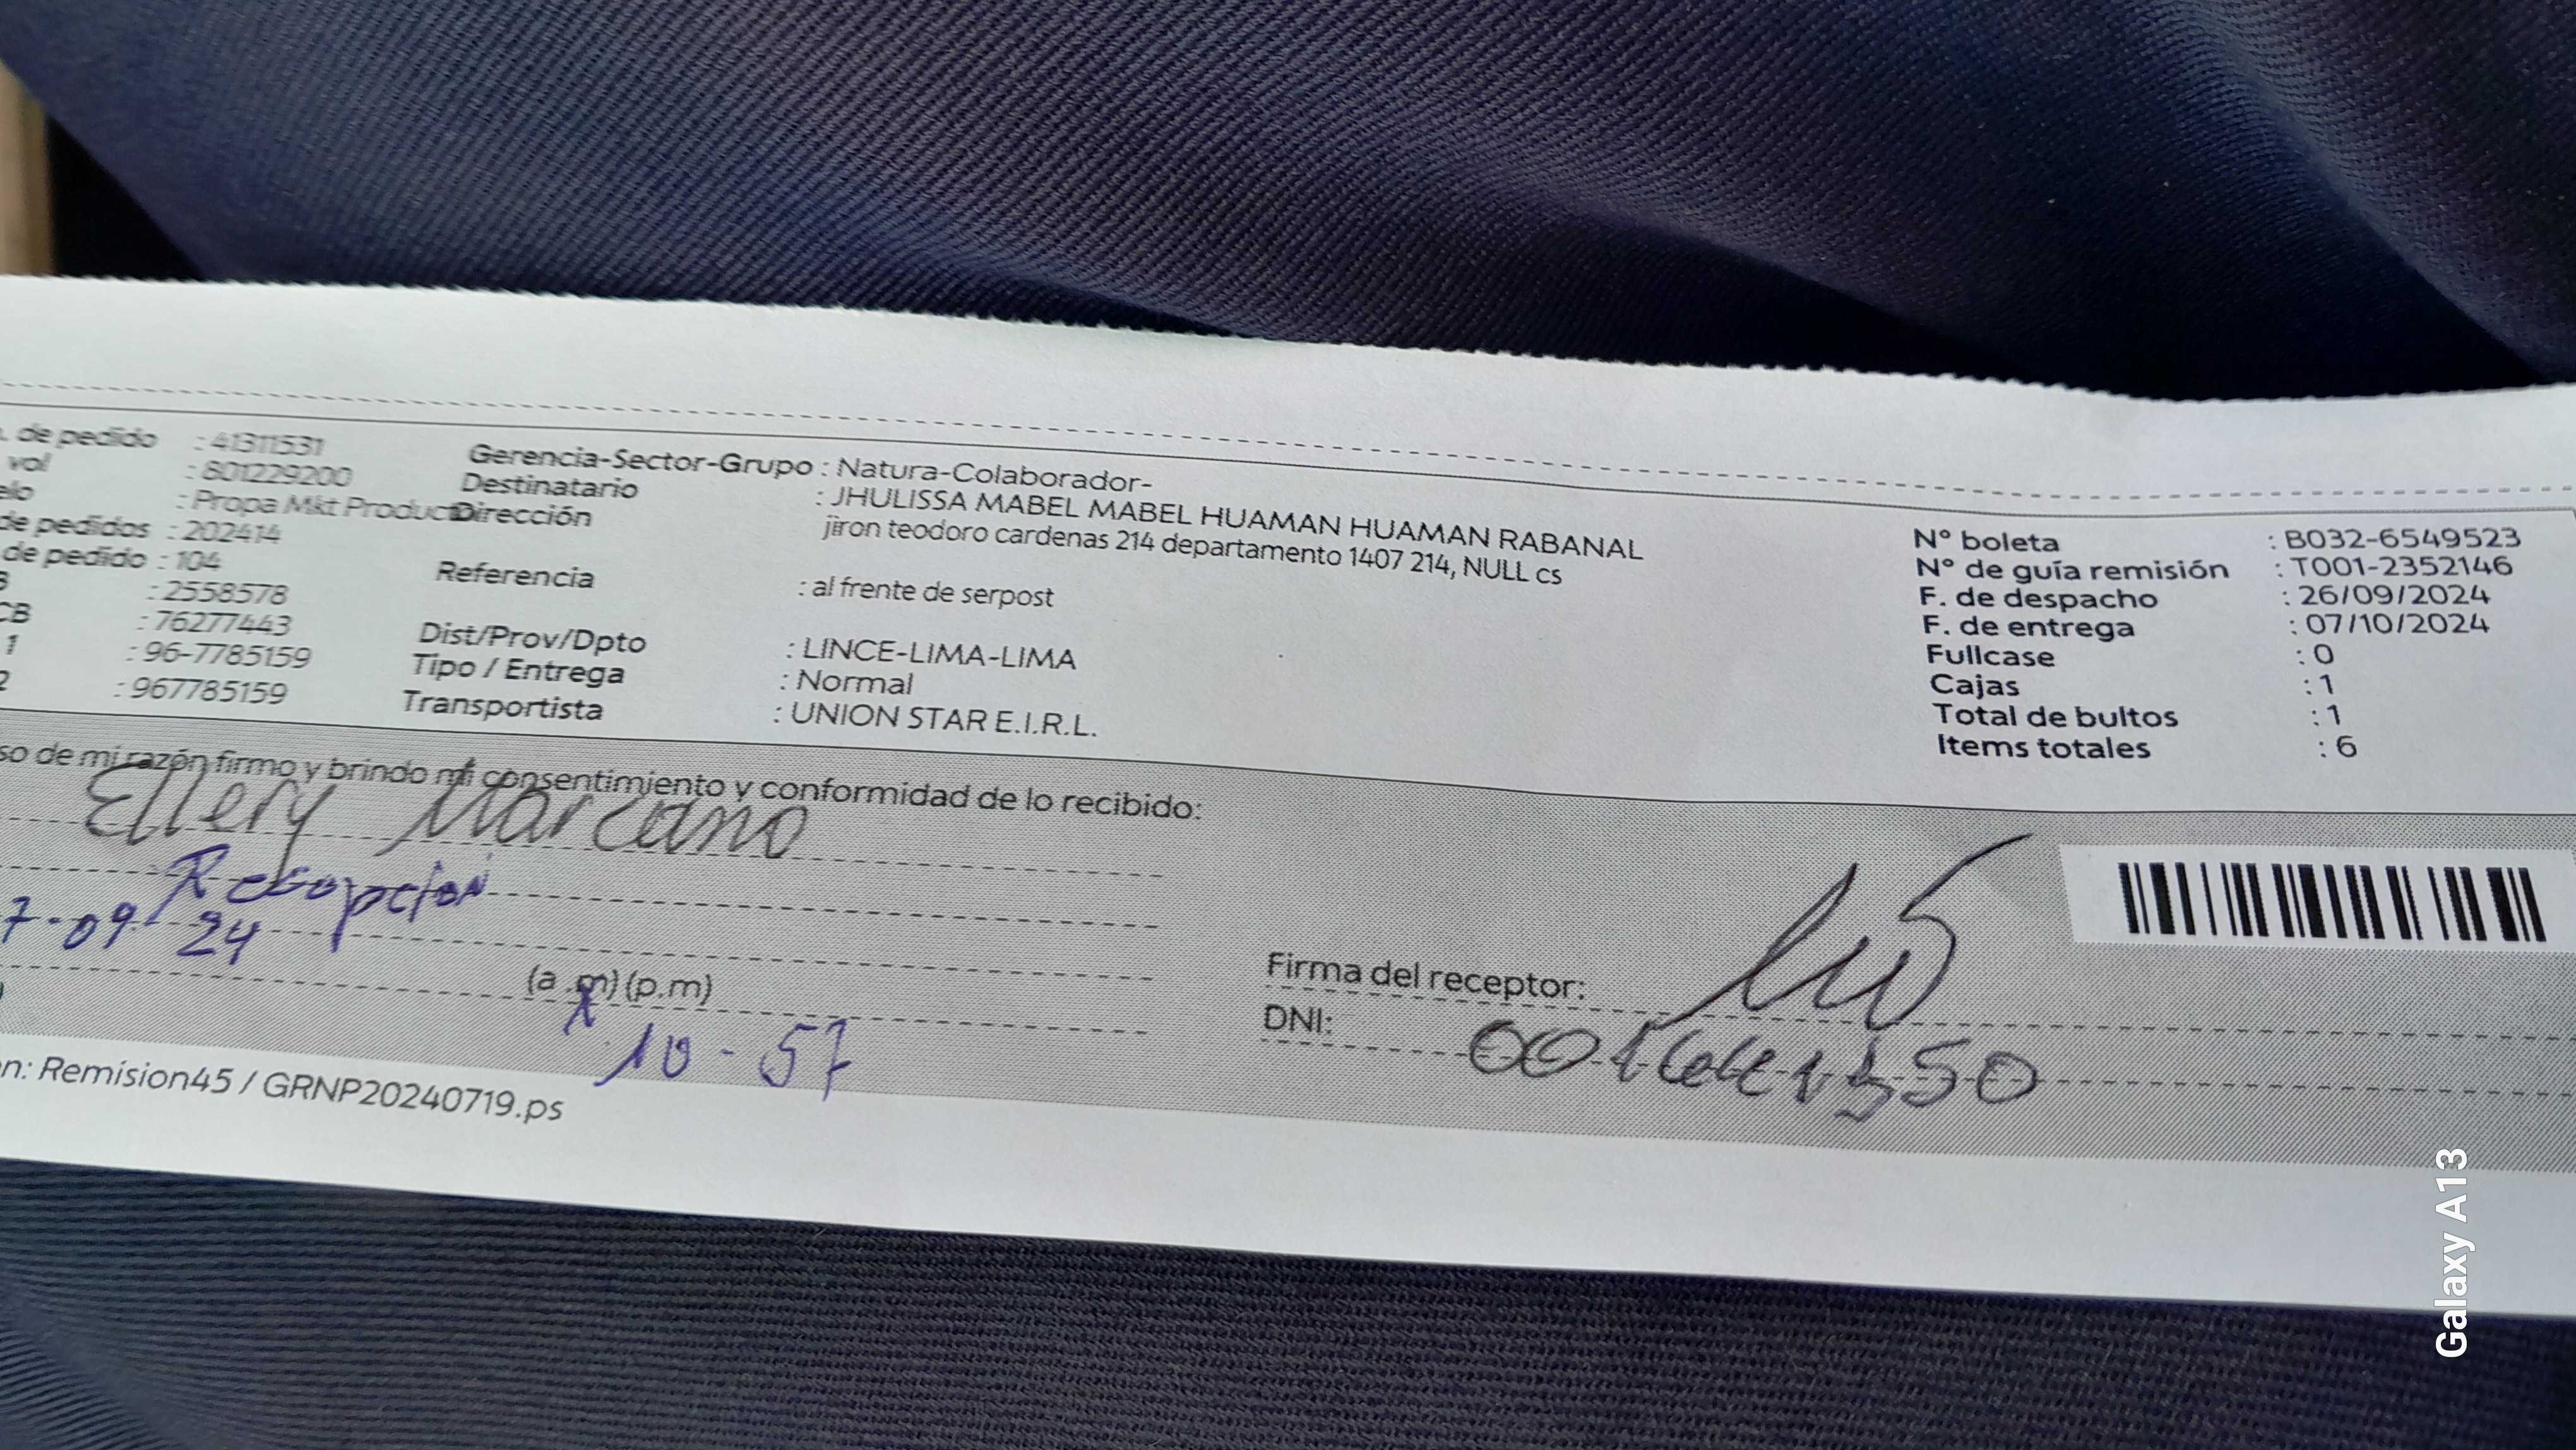 . de pedido : 41311531
vol : 801229200
elo : Propa Mkt Product
de pedidos : 202414
de pedido : 104
: 2558578
CB : 76277443
1 : 96-7785159
2 : 967785159
Gerencia-Sector-Grupo : Natura-Colaborador-
Destinatario : JHULISSA MABEL MABEL HUAMAN HUAMAN RABANAL
Dirección jiron teodoro cardenas 214 departamento 1407 214, NULL cs
Referencia : al frente de serpost
Dist/Prov/Dpto : LINCE-LIMA-LIMA
Tipo / Entrega : Normal
Transportista : UNION STAR E.I.R.L.
N° boleta : B032-6549523
N° de guía remisión : T001-2352146
F. de despacho : 26/09/2024
F. de entrega : 07/10/2024
Fullcase : 0
Cajas : 1
Total de bultos : 1
Items totales : 6
so de mi razón firmo y brindo mi consentimiento y conformidad de lo recibido:
Ellery Marcano
Recepcion
7-09-24
(a.m) (p.m)
x 10-57
Firma del receptor:
DNI:
n: Remision45 / GRNP20240719.ps
Galaxy A13